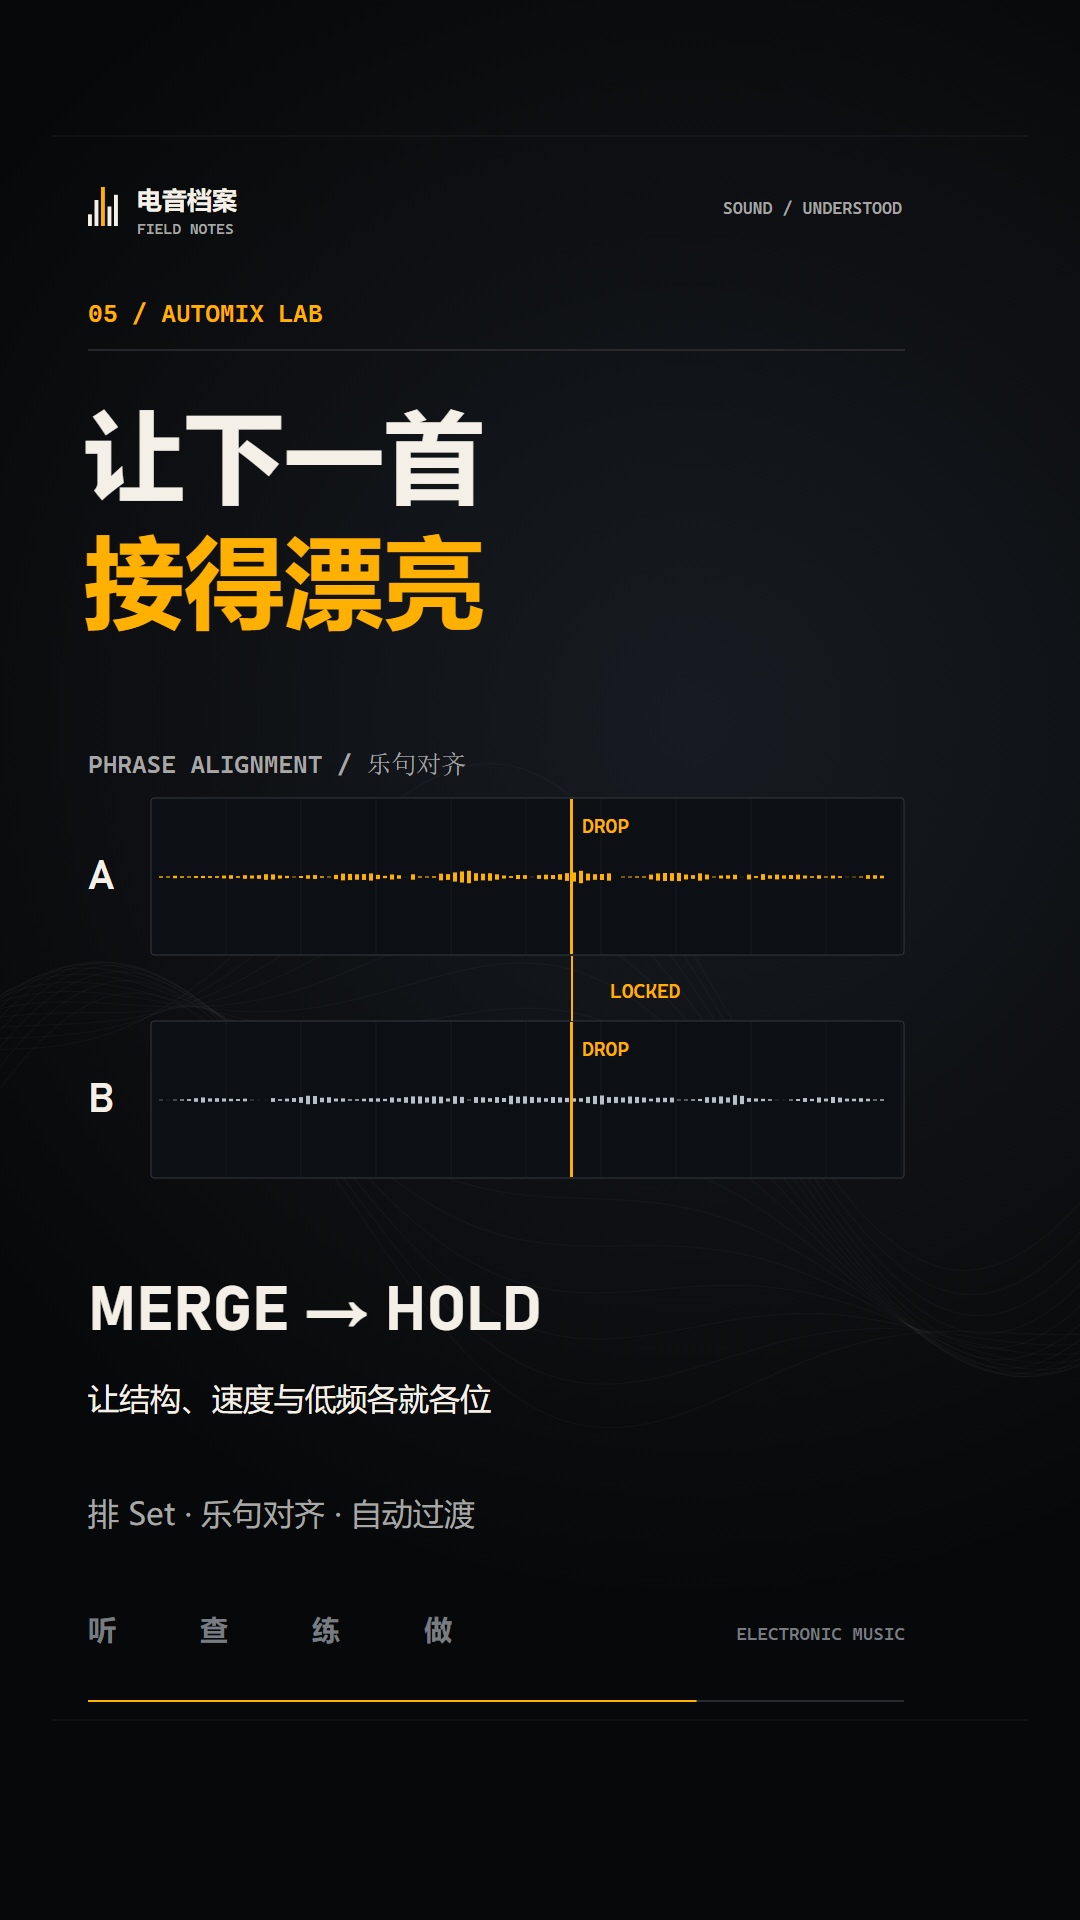 电音档案
FIELD NOTES
SOUND / UNDERSTOOD
05 / AUTOMIX LAB
让下一首
接得漂亮
PHRASE ALIGNMENT / 乐句对齐
A
DROP
LOCKED
B
DROP
MERGE → HOLD
让结构、速度与低频各就各位
排 Set · 乐句对齐 · 自动过渡
听 查 练 做
ELECTRONIC MUSIC